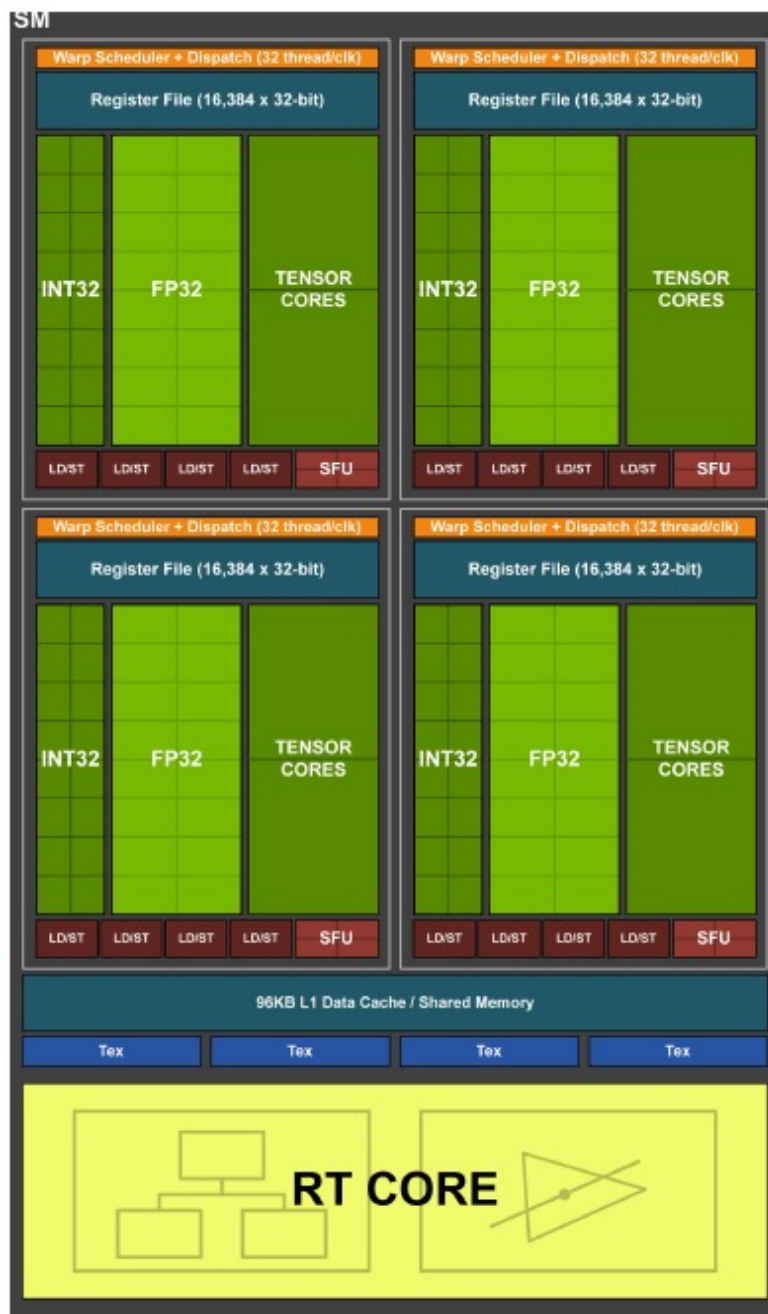 SM
Warp Scheduler + Dispatch (32 thread/clk)
Register File (16,384 x 32-bit)
INT32
FP32
TENSOR
CORES
LD/ST LD/ST LD/ST LD/ST SFU
Warp Scheduler + Dispatch (32 thread/clk)
Register File (16,384 x 32-bit)
INT32
FP32
TENSOR
CORES
LD/ST LD/ST LD/ST LD/ST SFU
Warp Scheduler + Dispatch (32 thread/clk)
Register File (16,384 x 32-bit)
INT32
FP32
TENSOR
CORES
LD/ST LD/ST LD/ST LD/ST SFU
Warp Scheduler + Dispatch (32 thread/clk)
Register File (16,384 x 32-bit)
INT32
FP32
TENSOR
CORES
LD/ST LD/ST LD/ST LD/ST SFU
96KB L1 Data Cache / Shared Memory
Tex Tex Tex Tex
RT CORE